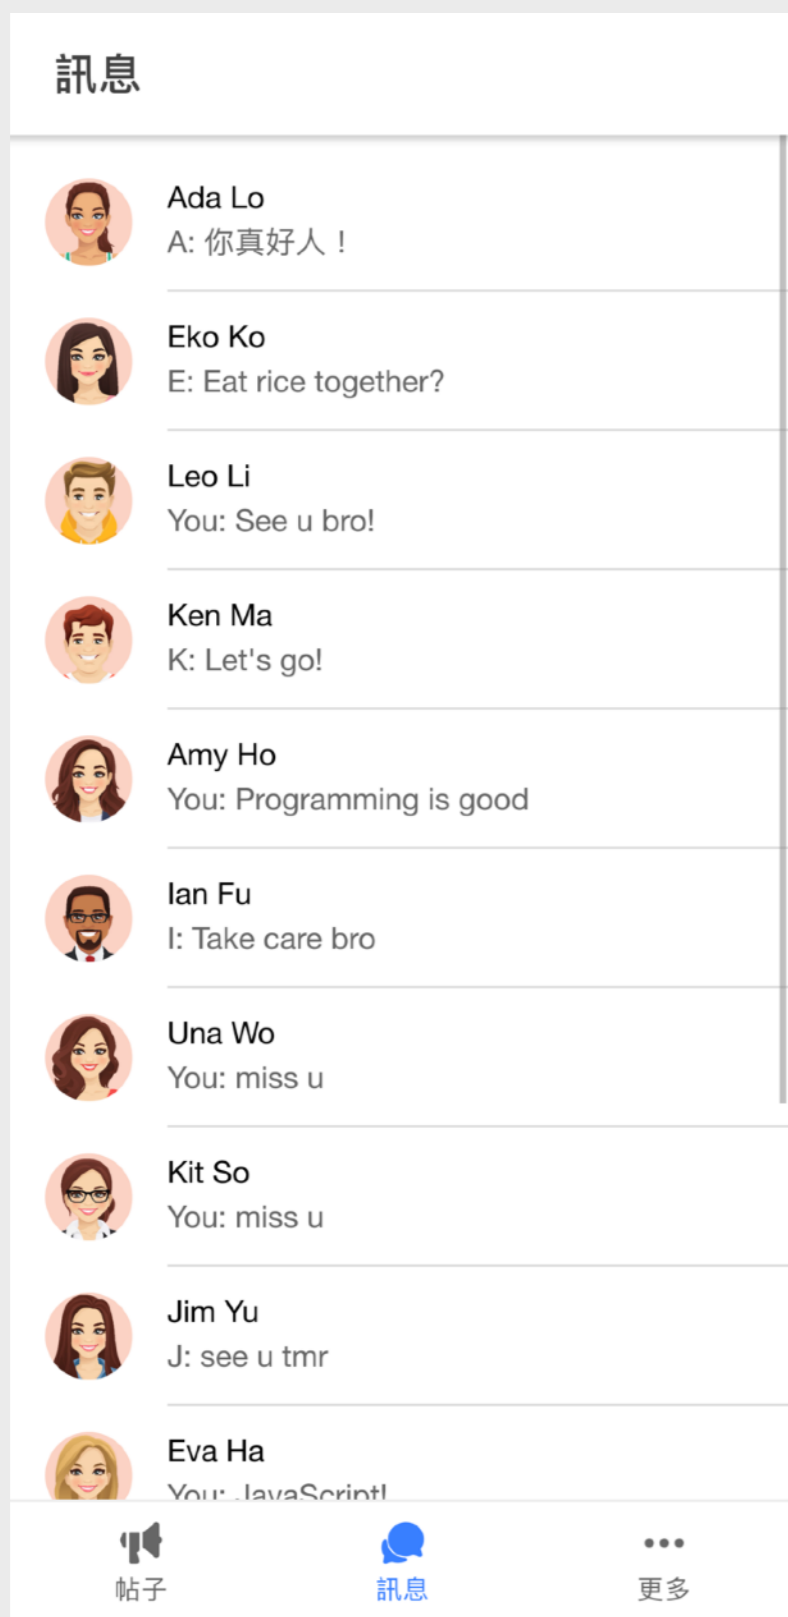 訊息
Ada Lo
A: 你真好人！
Eko Ko
E: Eat rice together?
Leo Li
You: See u bro!
Ken Ma
K: Let's go!
Amy Ho
You: Programming is good
Ian Fu
I: Take care bro
Una Wo
You: miss u
Kit So
You: miss u
Jim Yu
J: see u tmr
Eva Ha
You: JavaScript!
帖子
訊息
更多